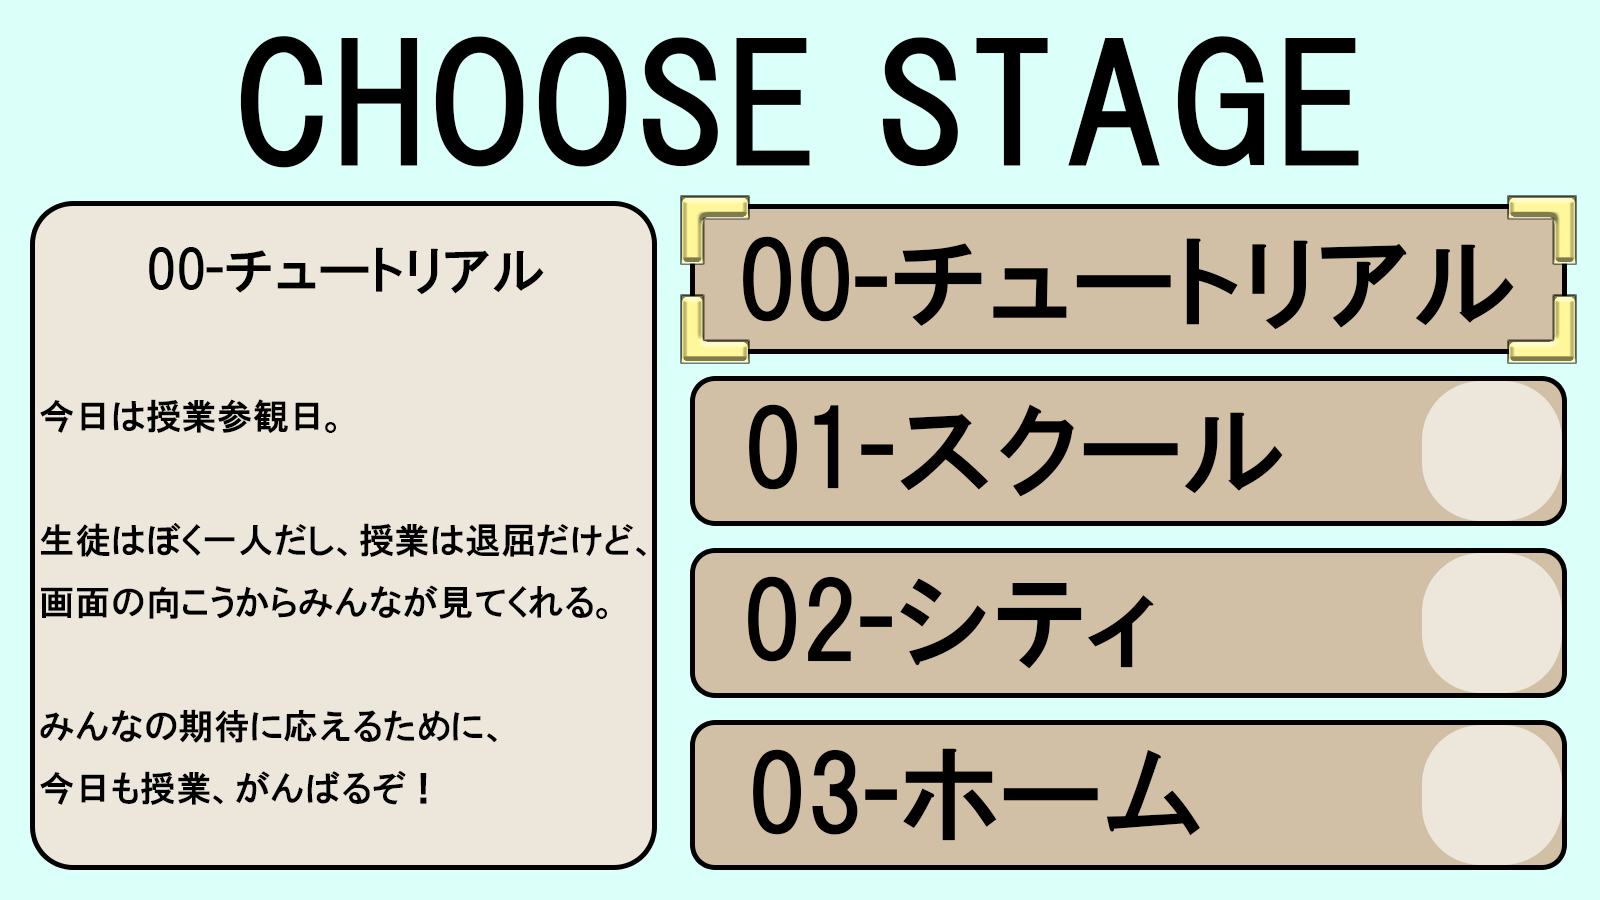 CHOOSE STAGE
00-チュートリアル
今日は授業参観日。
生徒はぼく一人だし、授業は退屈だけど、
画面の向こうからみんなが見てくれる。
みんなの期待に応えるために、
今日も授業、がんばるぞ！
00-チュートリアル
01-スクール
02-シティ
03-ホーム